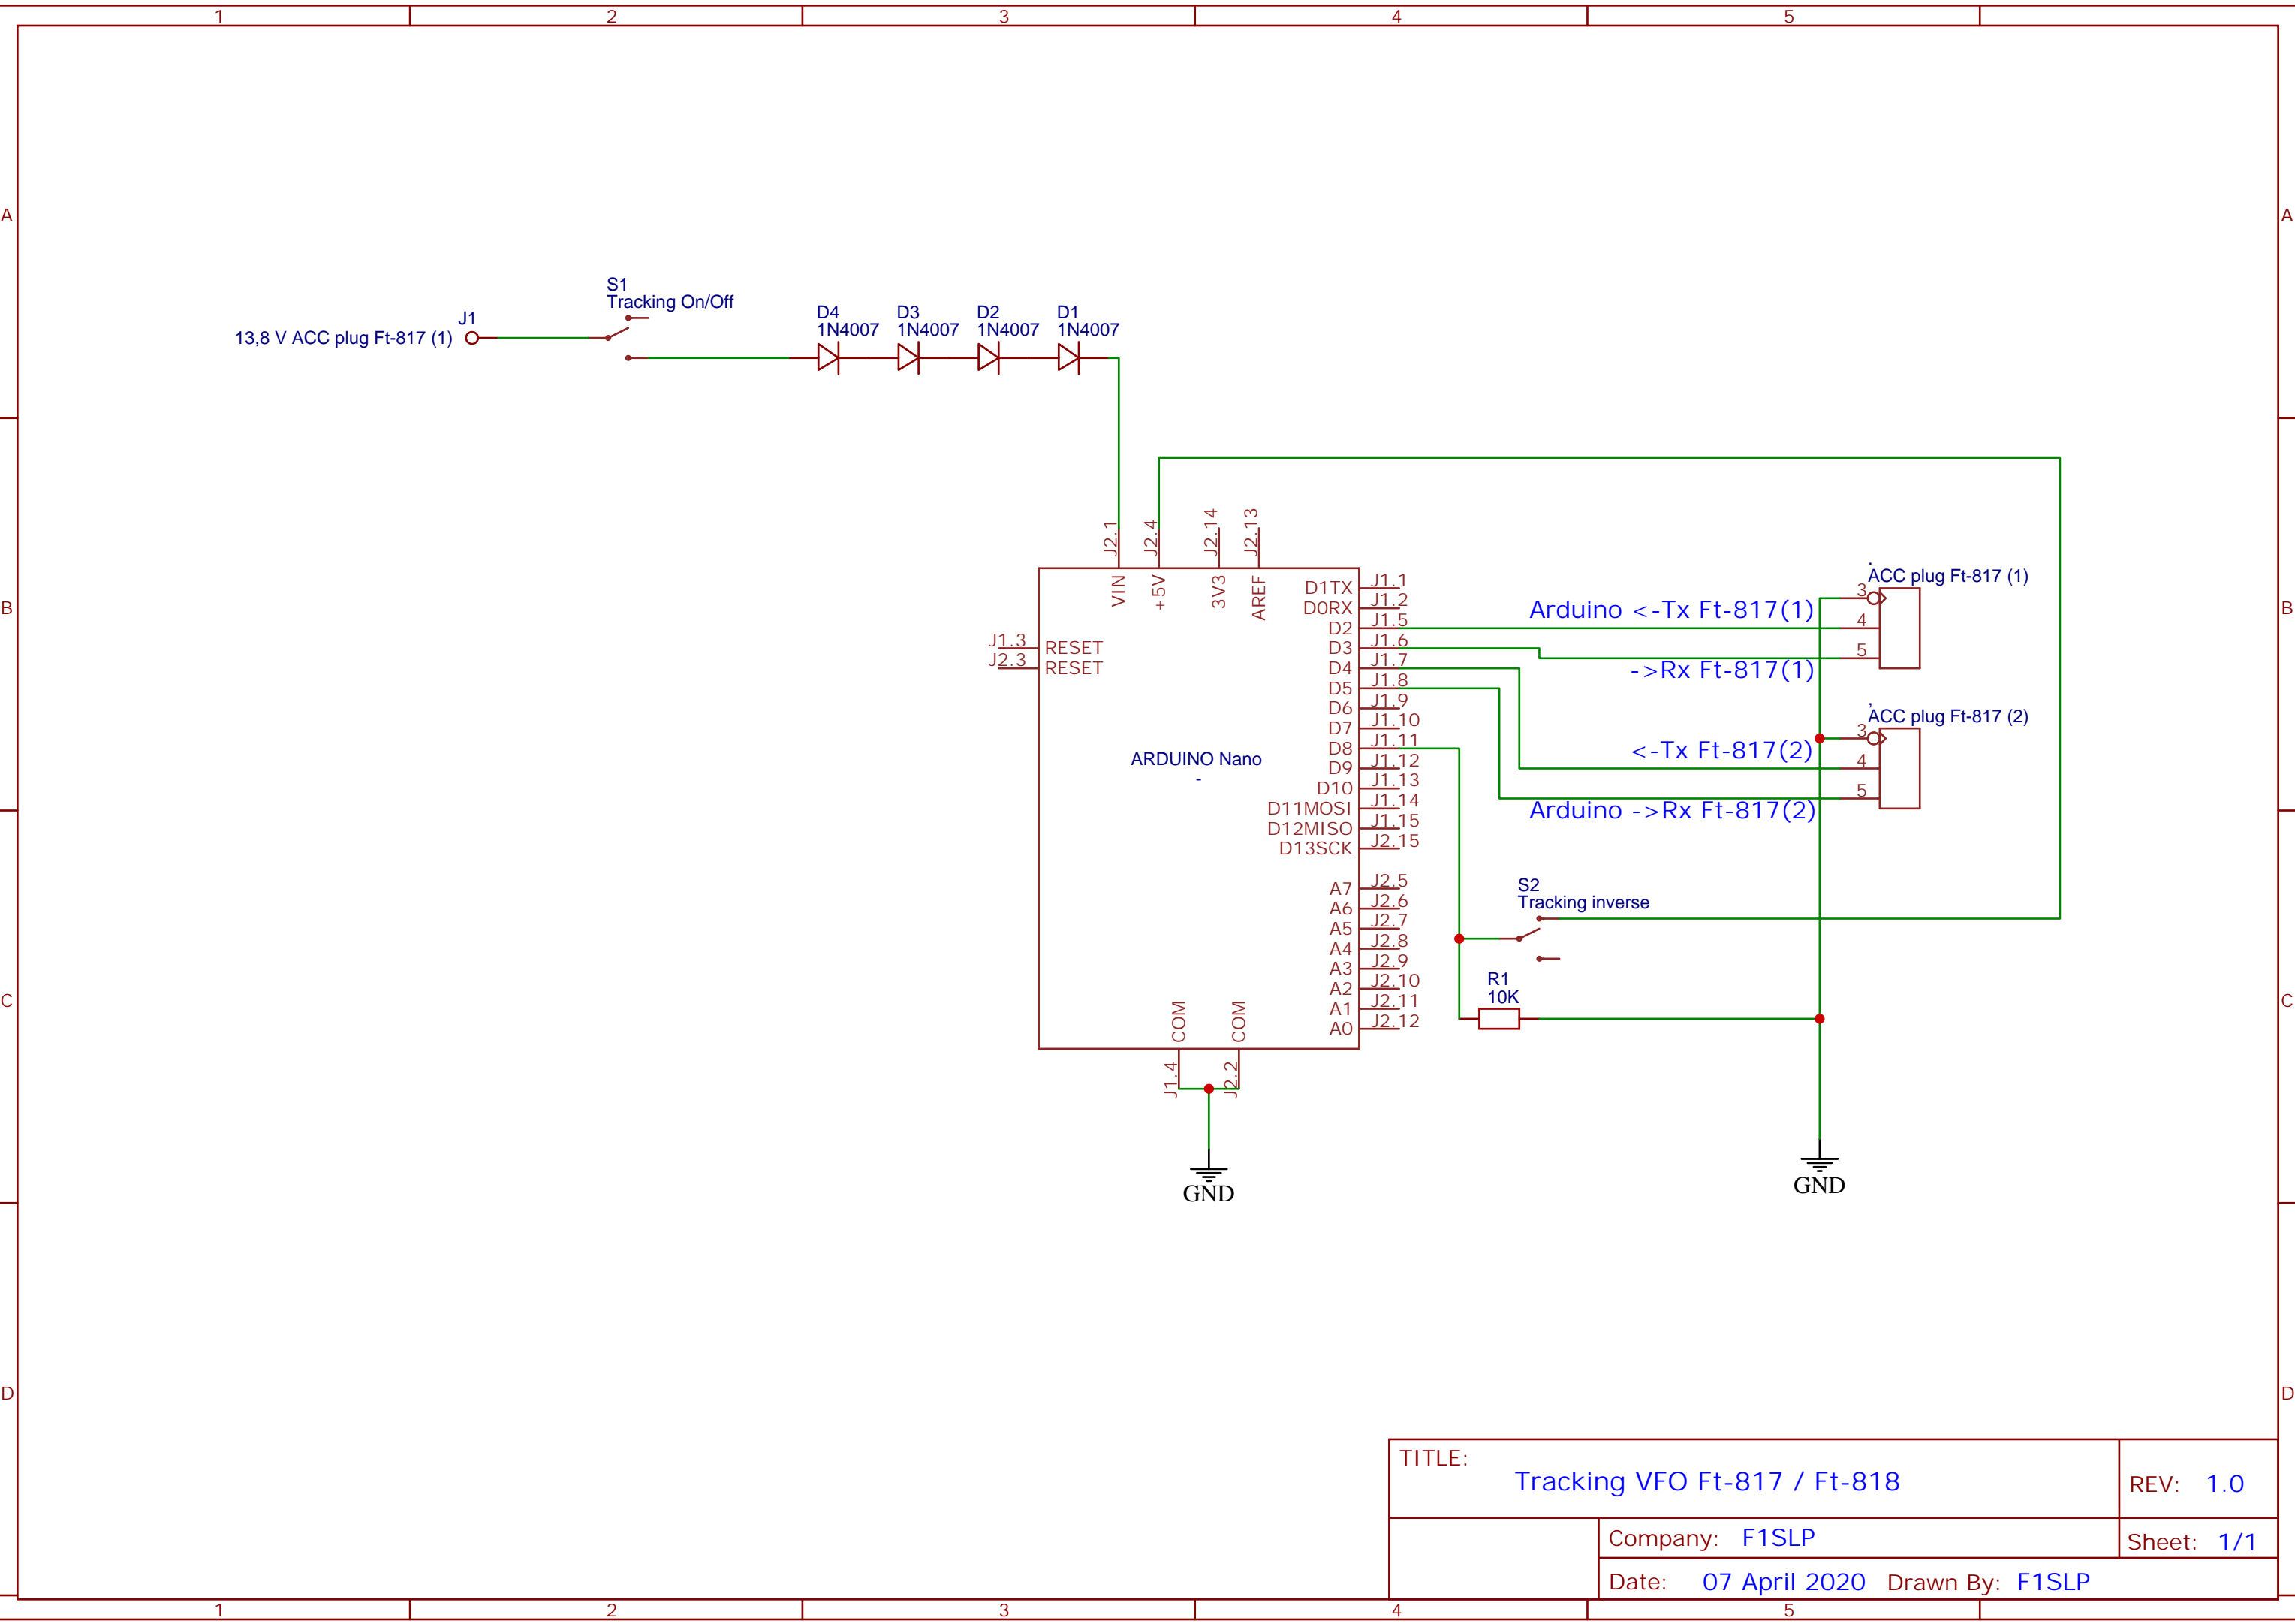 1 2 3 4 5
A A
S1
Tracking On/Off
J1
13,8 V ACC plug Ft-817 (1)
D4 D3 D2 D1
1N4007 1N4007 1N4007 1N4007
J2.1 J2.4 J2.14 J2.13
VIN +5V 3V3 AREF
B B
J1.3 RESET
J2.3 RESET
ARDUINO Nano
-
D1TX J1.1
D0RX J1.2
D2 J1.5
D3 J1.6
D4 J1.7
D5 J1.8
D6 J1.9
D7 J1.10
D8 J1.11
D9 J1.12
D10 J1.13
D11MOSI J1.14
D12MISO J1.15
D13SCK J2.15
A7 J2.5
A6 J2.6
A5 J2.7
A4 J2.8
A3 J2.9
A2 J2.10
A1 J2.11
A0 J2.12
COM COM
J1.4 J2.2
GND
.
ACC plug Ft-817 (1)
3
Arduino <-Tx Ft-817(1) 4
5
->Rx Ft-817(1)
,
ACC plug Ft-817 (2)
3
<-Tx Ft-817(2) 4
5
Arduino ->Rx Ft-817(2)
S2
Tracking inverse
R1
10K
C C
GND
D D
TITLE:
Tracking VFO Ft-817 / Ft-818
REV: 1.0
Company: F1SLP
Sheet: 1/1
Date: 07 April 2020 Drawn By: F1SLP
1 2 3 4 5